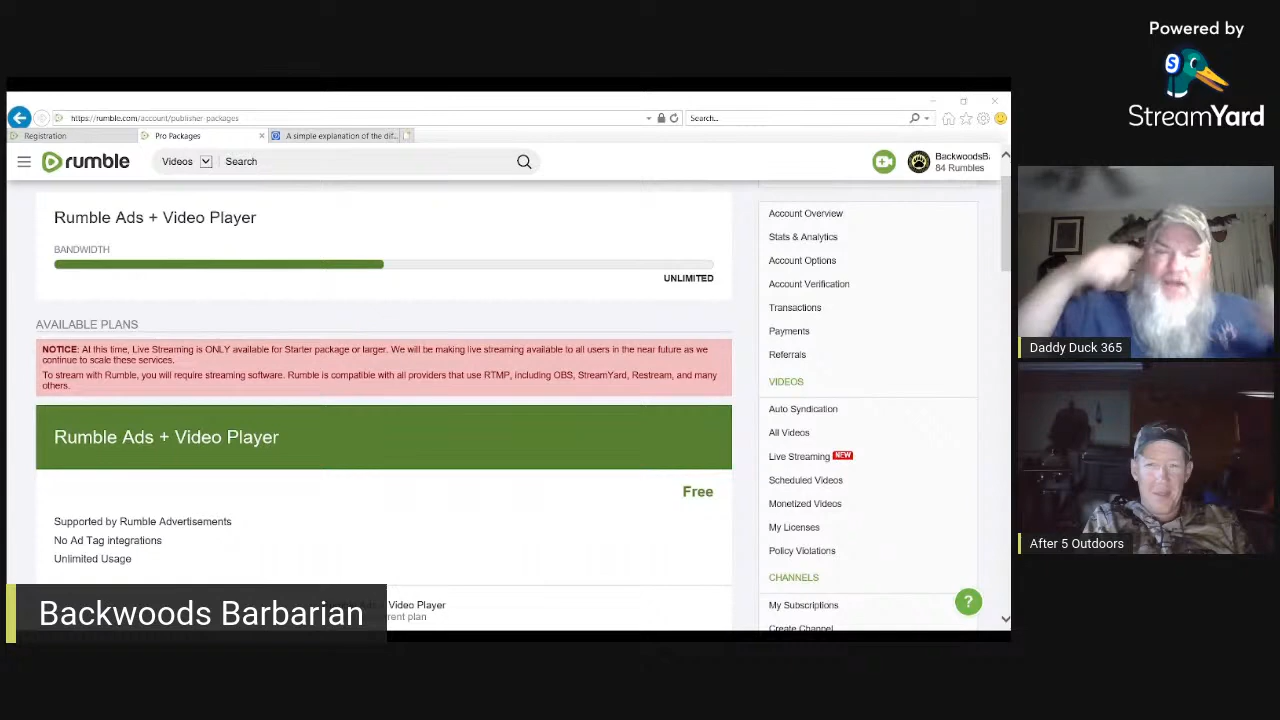 Powered by
StreamYard
https://rumble.com/account/publisher-packages
Search...
Registration
Pro Packages
A simple explanation of the dif...
rumble
Videos
Search
BackwoodsBa
84 Rumbles
Rumble Ads + Video Player
BANDWIDTH
UNLIMITED
AVAILABLE PLANS
NOTICE: At this time, Live Streaming is ONLY available for Starter package or larger. We will be making live streaming available to all users in the near future as we
continue to scale these services.
To stream with Rumble, you will require streaming software. Rumble is compatible with all providers that use RTMP, including OBS, StreamYard, Restream, and many
others.
Rumble Ads + Video Player
Free
Supported by Rumble Advertisements
No Ad Tag integrations
Unlimited Usage
Video Player
rent plan
Account Overview
Stats & Analytics
Account Options
Account Verification
Transactions
Payments
Referrals
VIDEOS
Auto Syndication
All Videos
Live Streaming NEW
Scheduled Videos
Monetized Videos
My Licenses
Policy Violations
CHANNELS
My Subscriptions
Create Channel
?
Backwoods Barbarian
Daddy Duck 365
After 5 Outdoors